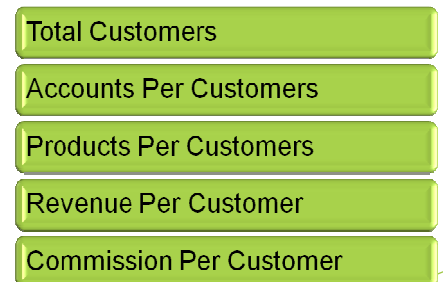 Total Customers
Accounts Per Customers
Products Per Customers
Revenue Per Customer
Commission Per Customer